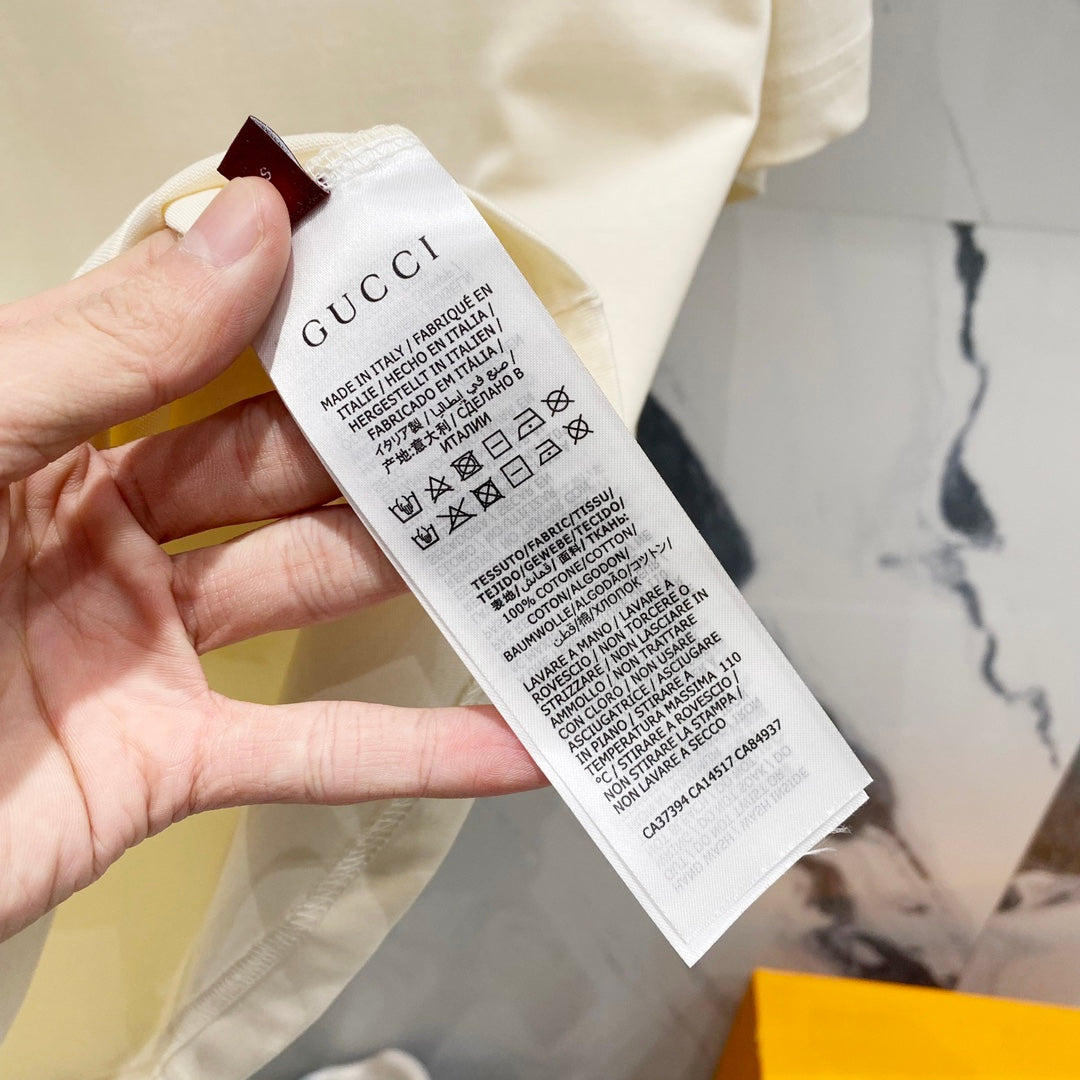 S
GUCCI
MADE IN ITALY / FABRIQUÉ EN
ITALIE / HECHO EN ITALIA /
HERGESTELLT IN ITALIEN /
FABRICADO EM ITÁLIA /
イタリア製 / صنع في إيطاليا /
产地:意大利 / СДЕЛАНО В
ИТАЛИИ
TESSUTO/FABRIC/TISSU/
TEJIDO/GEWEBE/TECIDO/
表地/قماش/ 面料/ ТКАНЬ:
100% COTONE/COTTON/
COTON/ALGODON/
BAUMWOLLE/ALGODÃO/コットン/
قطن/棉/ХЛОПОК
LAVARE A MANO / LAVARE A
ROVESCIO / NON TORCERE O
STRIZZARE / NON LASCIARE IN
AMMOLLO / NON TRATTARE
CON CLORO / NON USARE
ASCIUGATRICE / ASCIUGARE
IN PIANO / STIRARE A
TEMPERATURA MASSIMA 110
°C / STIRARE A ROVESCIO /
NON STIRARE LA STAMPA /
NON LAVARE A SECCO
CA37394 CA14517 CA84937